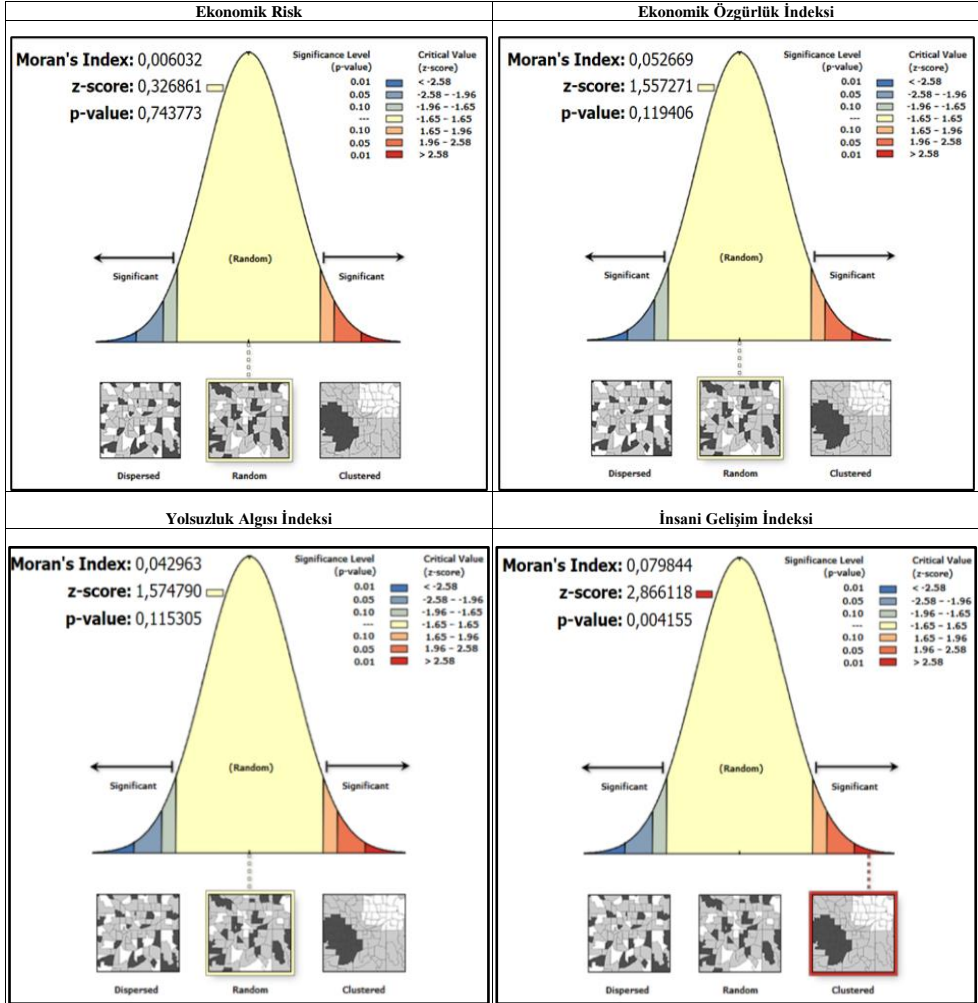 Ekonomik Risk
Moran's Index: 0,006032
z-score: 0,326861
p-value: 0,743773
Significance Level (p-value) Critical Value (z-score)
0.01 < -2.58
0.05 -2.58 - -1.96
0.10 -1.96 - -1.65
--- -1.65 - 1.65
0.10 1.65 - 1.96
0.05 1.96 - 2.58
0.01 > 2.58
Significant (Random) Significant
Dispersed Random Clustered
Ekonomik Özgürlük İndeksi
Moran's Index: 0,052669
z-score: 1,557271
p-value: 0,119406
Significance Level (p-value) Critical Value (z-score)
0.01 < -2.58
0.05 -2.58 - -1.96
0.10 -1.96 - -1.65
--- -1.65 - 1.65
0.10 1.65 - 1.96
0.05 1.96 - 2.58
0.01 > 2.58
Significant (Random) Significant
Dispersed Random Clustered
Yolsuzluk Algısı İndeksi
Moran's Index: 0,042963
z-score: 1,574790
p-value: 0,115305
Significance Level (p-value) Critical Value (z-score)
0.01 < -2.58
0.05 -2.58 - -1.96
0.10 -1.96 - -1.65
--- -1.65 - 1.65
0.10 1.65 - 1.96
0.05 1.96 - 2.58
0.01 > 2.58
Significant (Random) Significant
Dispersed Random Clustered
İnsani Gelişim İndeksi
Moran's Index: 0,079844
z-score: 2,866118
p-value: 0,004155
Significance Level (p-value) Critical Value (z-score)
0.01 < -2.58
0.05 -2.58 - -1.96
0.10 -1.96 - -1.65
--- -1.65 - 1.65
0.10 1.65 - 1.96
0.05 1.96 - 2.58
0.01 > 2.58
Significant (Random) Significant
Dispersed Random Clustered